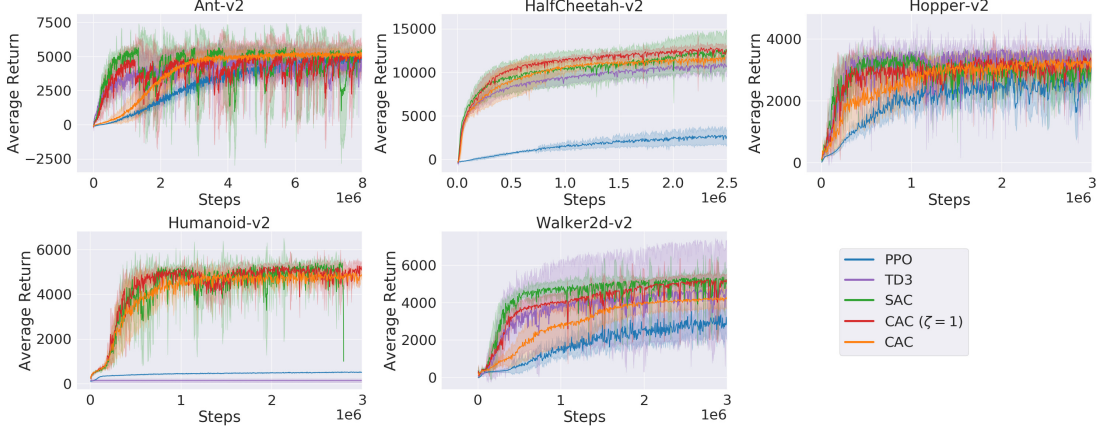 Ant-v2
Average Return
7500
5000
2500
0
−2500
0 2 4 6 8
Steps
1e6
HalfCheetah-v2
Average Return
15000
10000
5000
0
0.0 0.5 1.0 1.5 2.0 2.5
Steps
1e6
Hopper-v2
Average Return
4000
2000
0
0 1 2 3
Steps
1e6
Humanoid-v2
Average Return
6000
4000
2000
0
0 1 2 3
Steps
1e6
Walker2d-v2
Average Return
6000
4000
2000
0
0 1 2 3
Steps
1e6
PPO
TD3
SAC
CAC (ζ = 1)
CAC